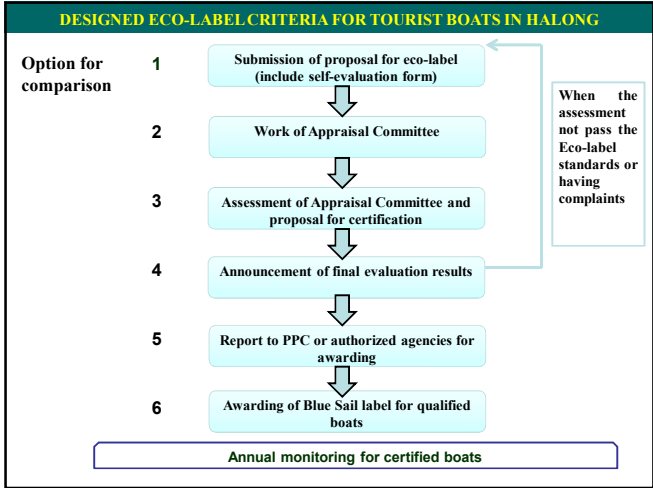 DESIGNED ECO-LABEL CRITERIA FOR TOURIST BOATS IN HALONG
Option for
comparison
1
Submission of proposal for eco-label
(include self-evaluation form)
2
Work of Appraisal Committee
3
Assessment of Appraisal Committee and
proposal for certification
4
Announcement of final evaluation results
5
Report to PPC or authorized agencies for
awarding
6
Awarding of Blue Sail label for qualified
boats
When the
assessment
not pass the
Eco-label
standards or
having
complaints
Annual monitoring for certified boats